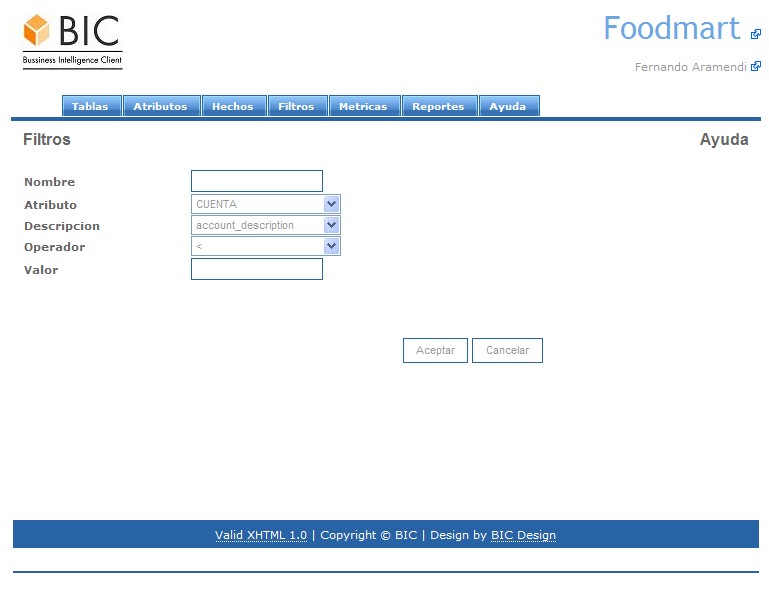 BIC
Bussiness Intelligence Client
Foodmart
Fernando Aramendi
Tablas Atributos Hechos Filtros Metricas Reportes Ayuda
Filtros Ayuda
Nombre
Atributo CUENTA
Descripcion account_description
Operador <
Valor
Aceptar Cancelar
Valid XHTML 1.0 | Copyright © BIC | Design by BIC Design